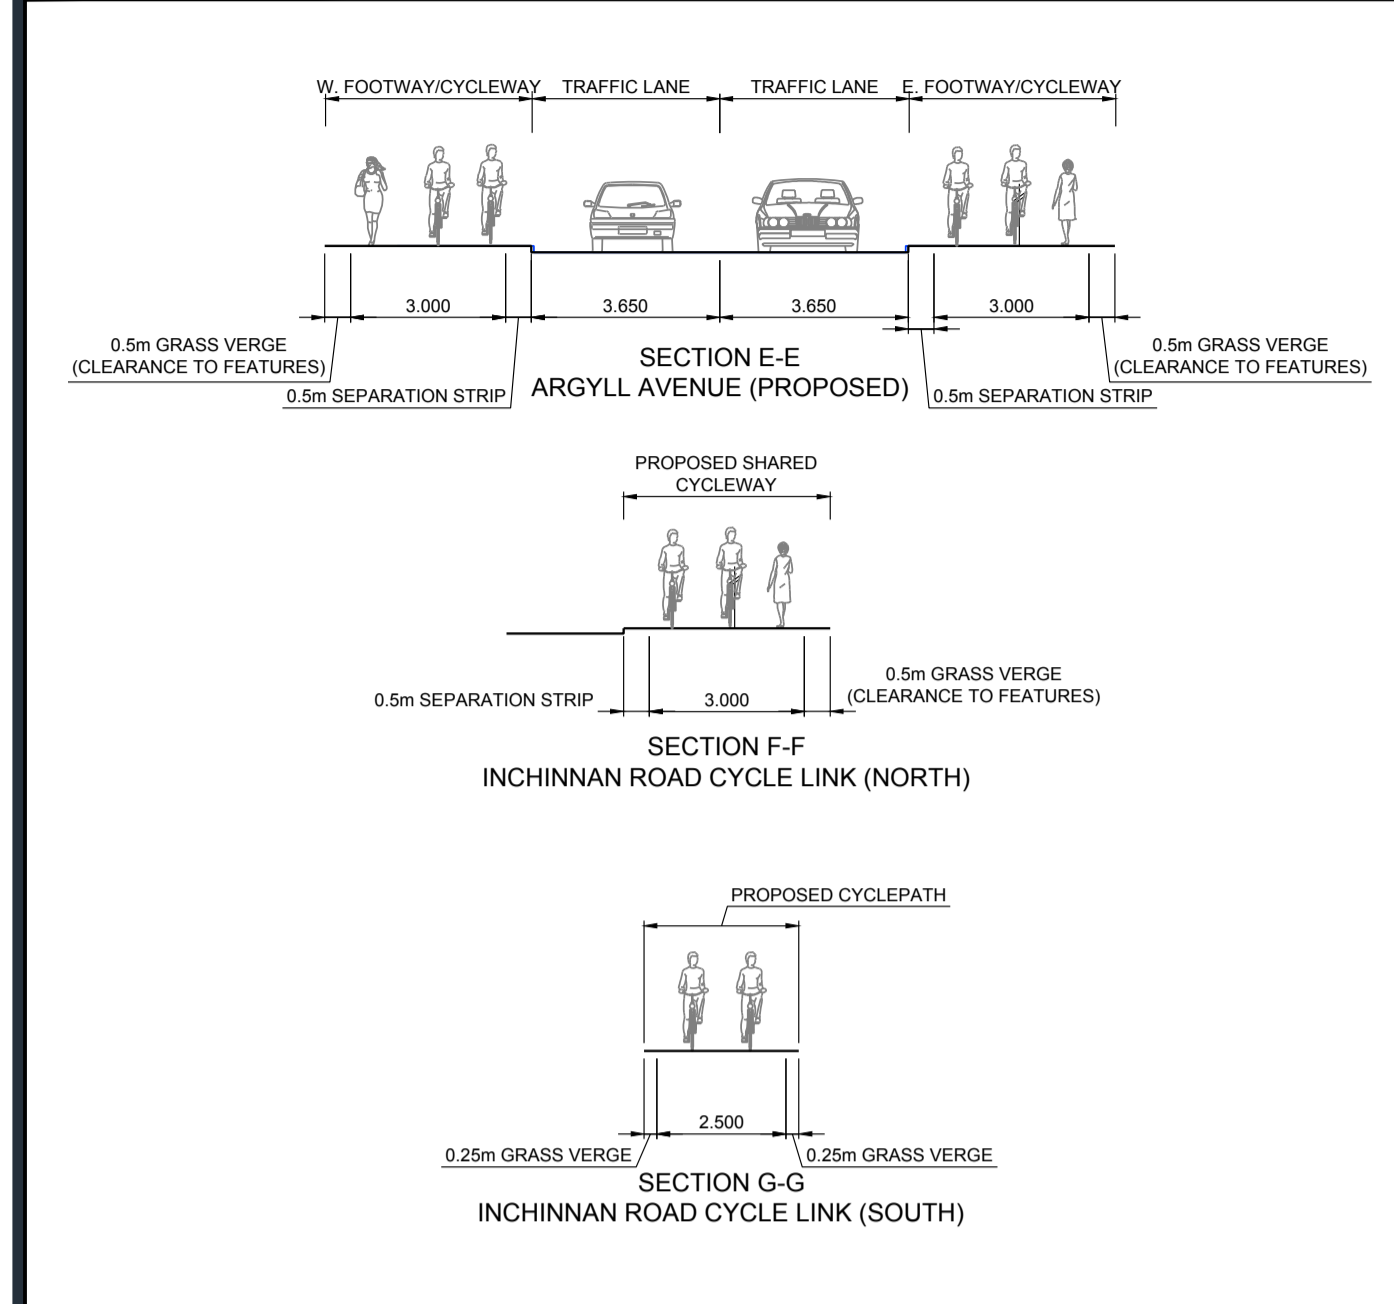 W. FOOTWAY/CYCLEWAY
TRAFFIC LANE
TRAFFIC LANE
E. FOOTWAY/CYCLEWAY
3.000
3.650
3.650
3.000
0.5m GRASS VERGE
(CLEARANCE TO FEATURES)
0.5m SEPARATION STRIP
SECTION E-E
ARGYLL AVENUE (PROPOSED)
0.5m SEPARATION STRIP
0.5m GRASS VERGE
(CLEARANCE TO FEATURES)
PROPOSED SHARED
CYCLEWAY
0.5m SEPARATION STRIP
3.000
0.5m GRASS VERGE
(CLEARANCE TO FEATURES)
SECTION F-F
INCHINNAN ROAD CYCLE LINK (NORTH)
PROPOSED CYCLEPATH
2.500
0.25m GRASS VERGE
0.25m GRASS VERGE
SECTION G-G
INCHINNAN ROAD CYCLE LINK (SOUTH)